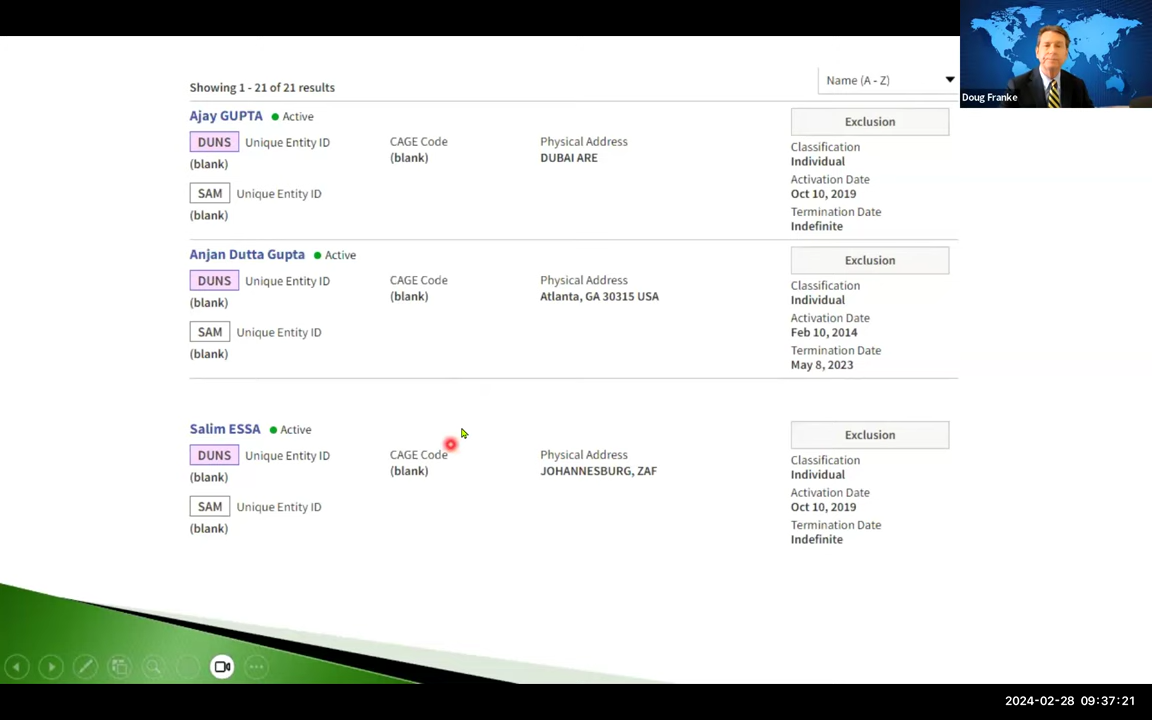 Doug Franke
Showing 1 - 21 of 21 results
Name (A - Z)
Ajay GUPTA Active
Exclusion
DUNS Unique Entity ID
(blank)
SAM Unique Entity ID
(blank)
CAGE Code
(blank)
Physical Address
DUBAI ARE
Classification
Individual
Activation Date
Oct 10, 2019
Termination Date
Indefinite
Anjan Dutta Gupta Active
Exclusion
DUNS Unique Entity ID
(blank)
SAM Unique Entity ID
(blank)
CAGE Code
(blank)
Physical Address
Atlanta, GA 30315 USA
Classification
Individual
Activation Date
Feb 10, 2014
Termination Date
May 8, 2023
Salim ESSA Active
Exclusion
DUNS Unique Entity ID
(blank)
SAM Unique Entity ID
(blank)
CAGE Code
(blank)
Physical Address
JOHANNESBURG, ZAF
Classification
Individual
Activation Date
Oct 10, 2019
Termination Date
Indefinite
2024-02-28 09:37:21